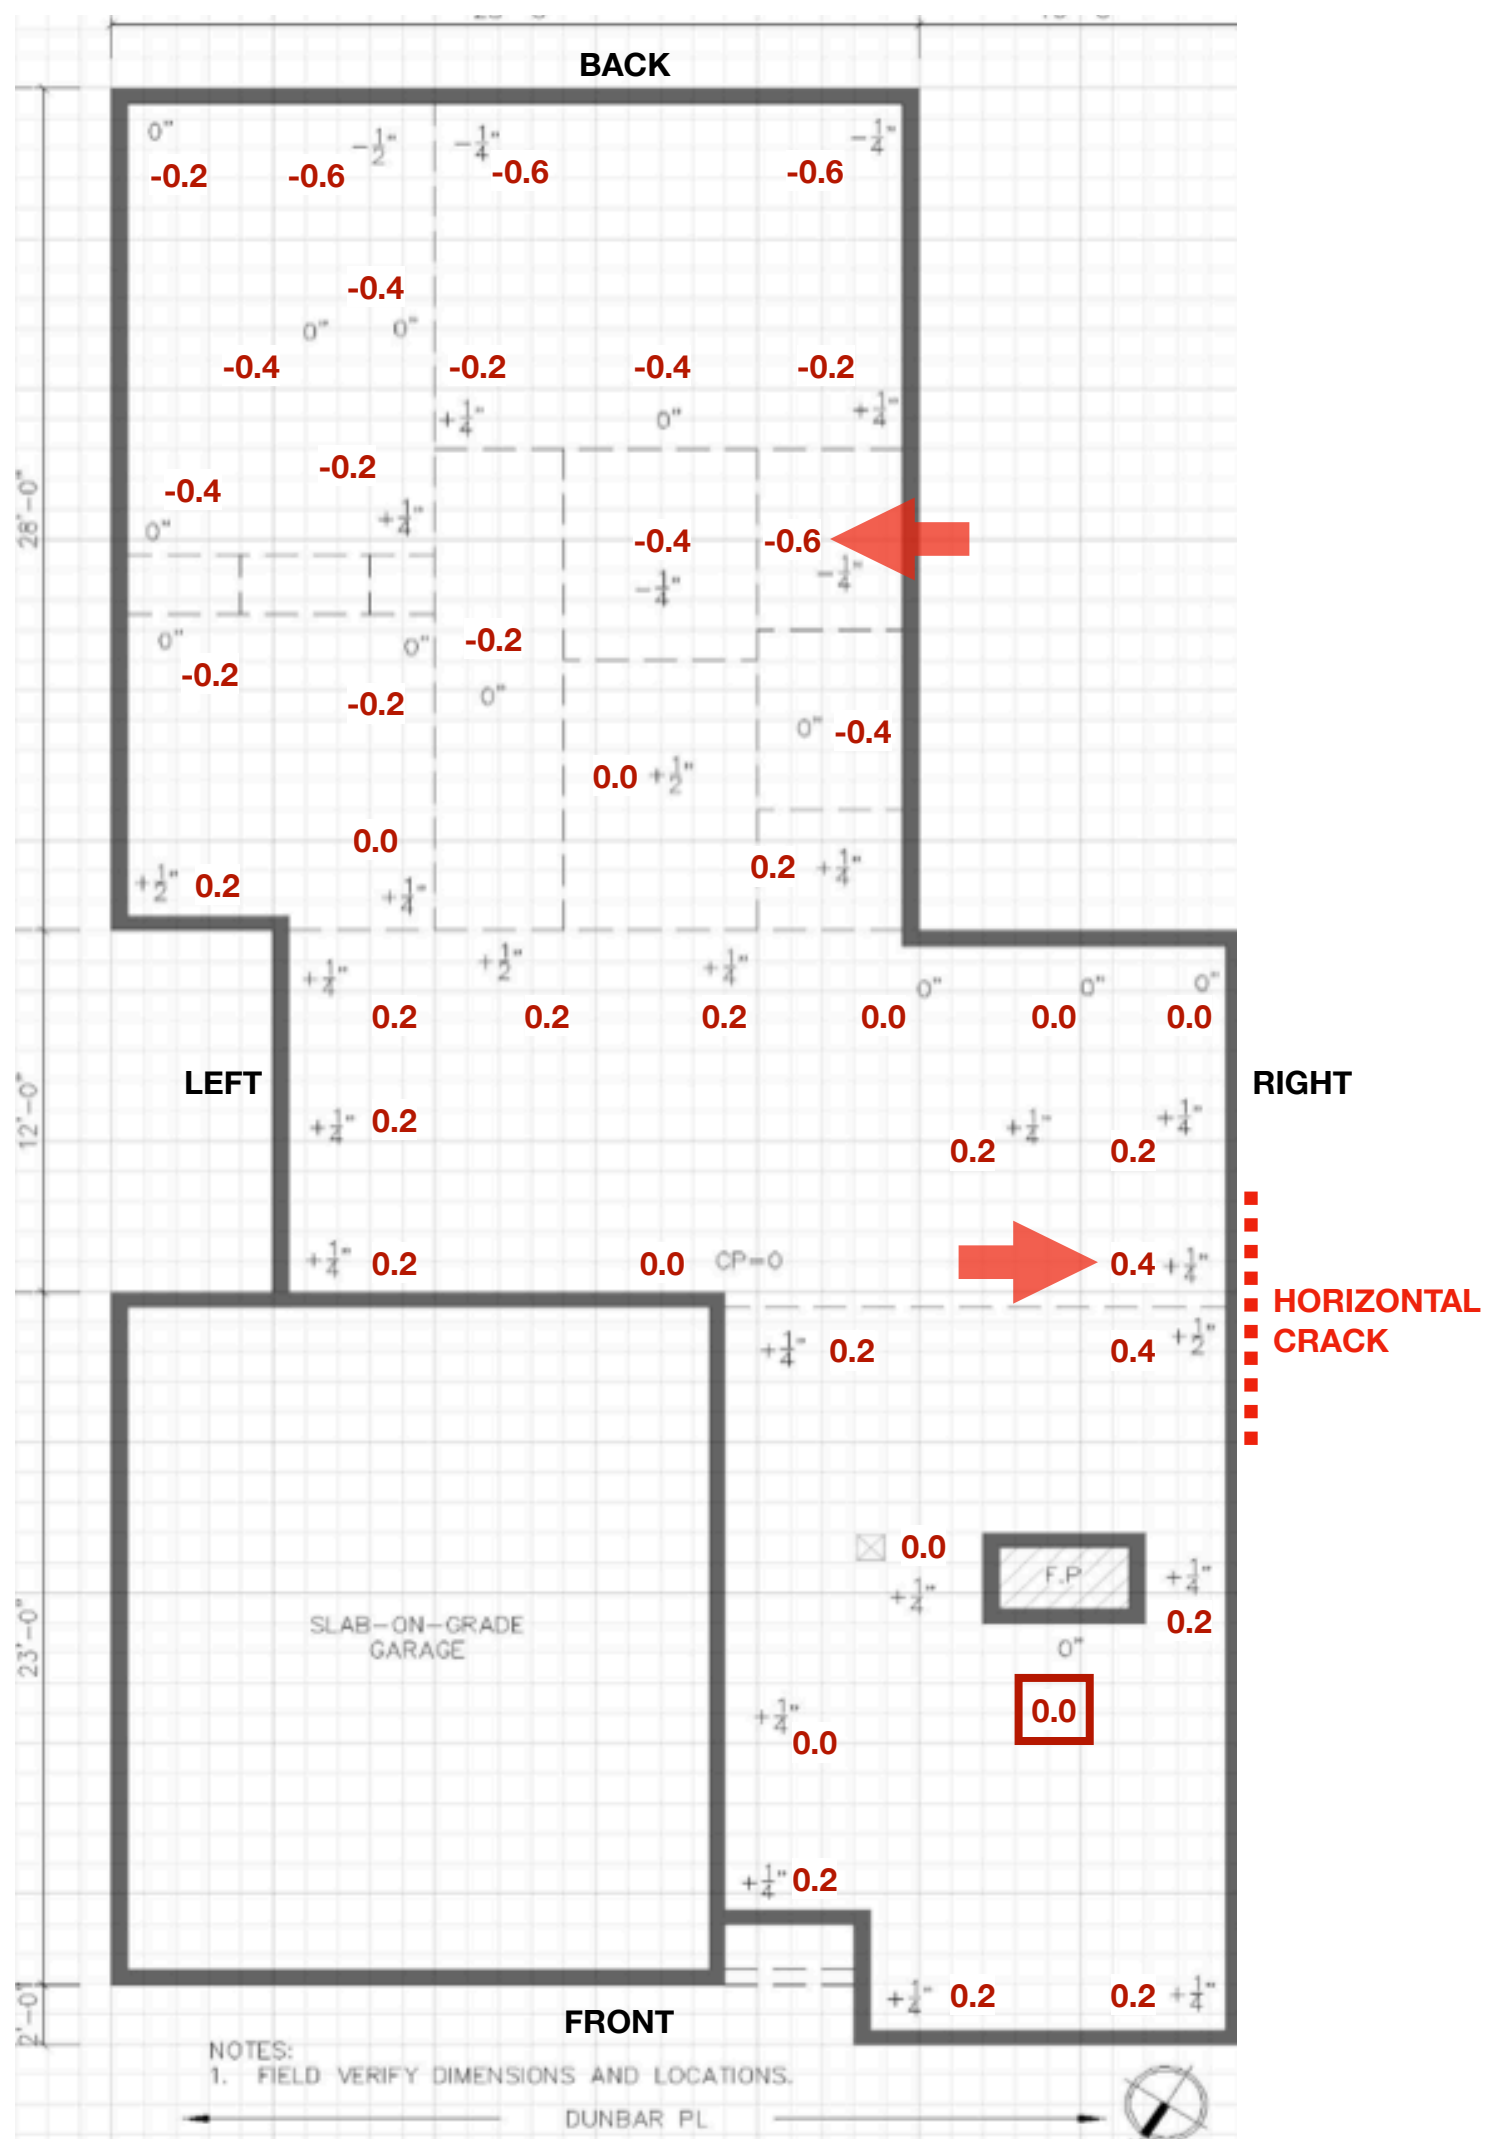 BACK
0" -1/2" -1/4" -1/4"
-0.2 -0.6 -0.6 -0.6
-0.4
0" 0"
-0.4 -0.2 -0.4 -0.2
+1/4" 0" +1/4"
-0.2
-0.4
0" +1/4"
28'-0"
-0.4 -0.6
-1/4" -1/4"
0" 0" -0.2
-0.2
0"
-0.2
0" -0.4
0.0 +1/2"
0.0
+1/2" 0.2
0.2 +1/4"
+1/4"
+1/4" +1/2" +1/4"
0" 0" 0"
0.2 0.2 0.2 0.0 0.0 0.0
LEFT
RIGHT
12'-0"
+1/4" 0.2
+1/4" +1/4"
0.2 0.2
+1/4" 0.2 0.0 CP=0 0.4 +1/2"
HORIZONTAL
CRACK
+1/4" 0.2 0.4 +1/2"
0.0
+1/4"
F.P
+1/4"
0.2
SLAB-ON-GRADE
GARAGE
23'-0"
0"
0.0
+1/4"
0.0
+1/4" 0.2
+1/4" 0.2 0.2 +1/4"
2'-0"
FRONT
NOTES:
1. FIELD VERIFY DIMENSIONS AND LOCATIONS.
DUNBAR PL